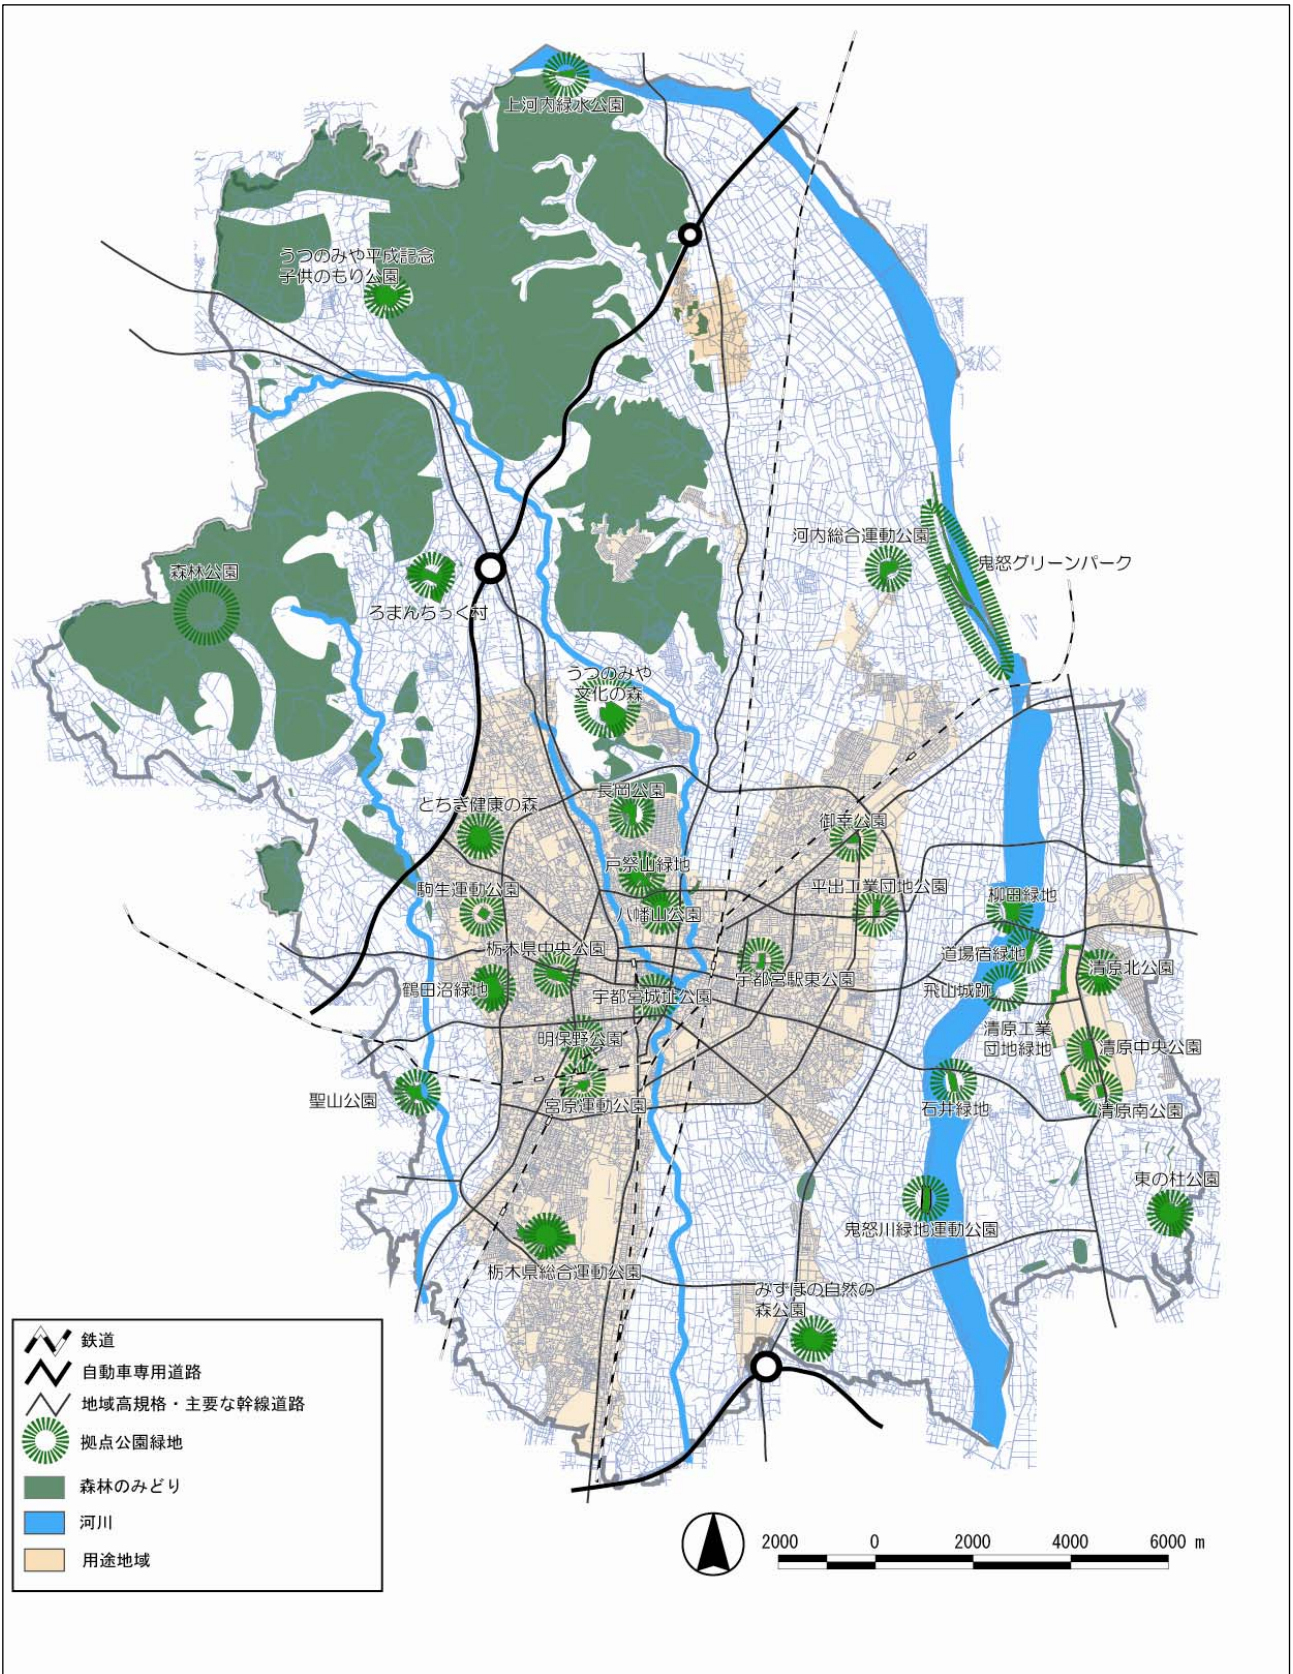 上河内緑水公園
うつのみや平成記念
子供のもり公園
河内総合運動公園
鬼怒グリーンパーク
森林公園
ろまんちっく村
うつのみや
文化の森
長岡公園
とちぎ健康の森
御幸公園
戸祭山緑地
駒生運動公園
平出工業団地公園
柳田緑地
八幡山公園
栃木県中央公園
道場宿緑地
清原北公園
宇都宮駅東公園
鶴田沼緑地
宇都宮城址公園
飛山城跡
清原工業
団地緑地
明保野公園
清原中央公園
聖山公園
宮原運動公園
石井緑地
清原南公園
東の杜公園
鬼怒川緑地運動公園
栃木県総合運動公園
みずほの自然の
森公園
鉄道
自動車専用道路
地域高規格・主要な幹線道路
拠点公園緑地
森林のみどり
河川
用途地域
2000 0 2000 4000 6000 m